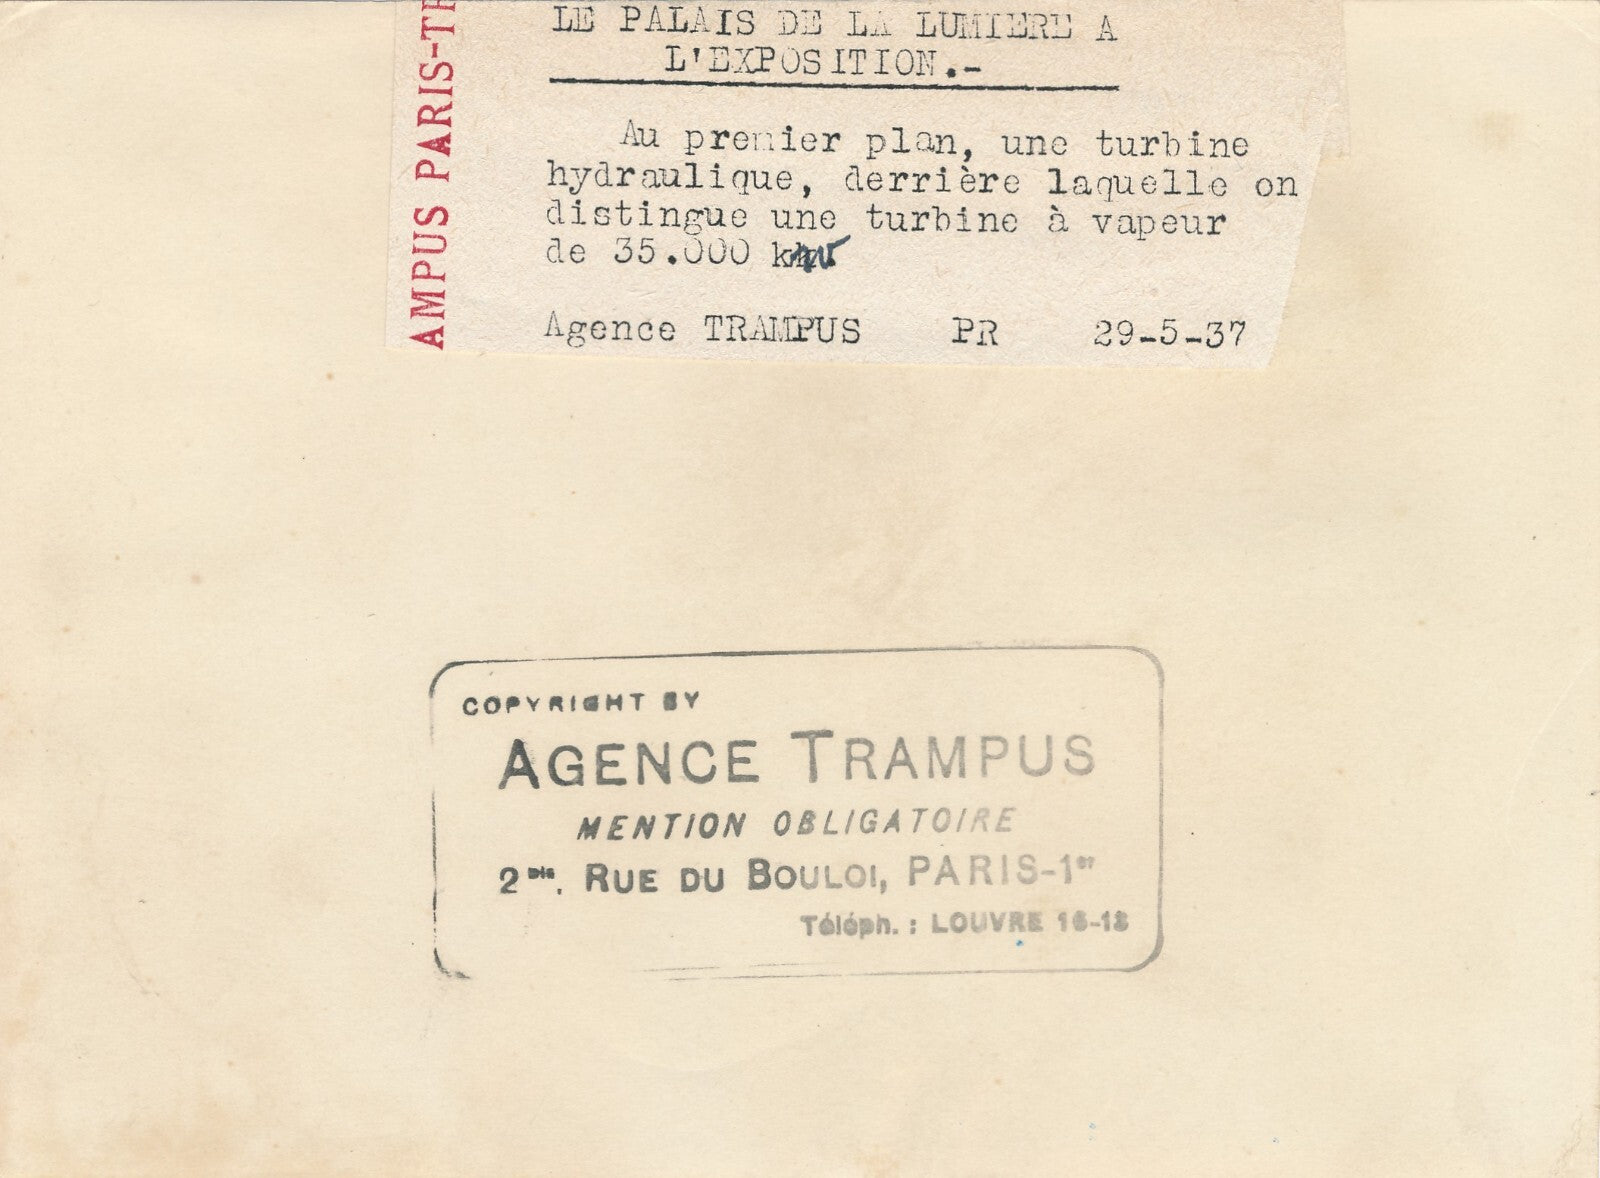 LE PALAIS DE LA LUMIERE A
L'EXPOSITION.-
Au premier plan, une turbine
hydraulique, derrière laquelle on
distingue une turbine à vapeur
de 35.000
Agence TRAMPUS PR 29-5-37
AMPUS PARIS-TR
COPYRIGHT BY
AGENCE TRAMPUS
MENTION OBLIGATOIRE
2 bis. RUE DU BOULOI, PARIS-1er
Téléph. : LOUVRE